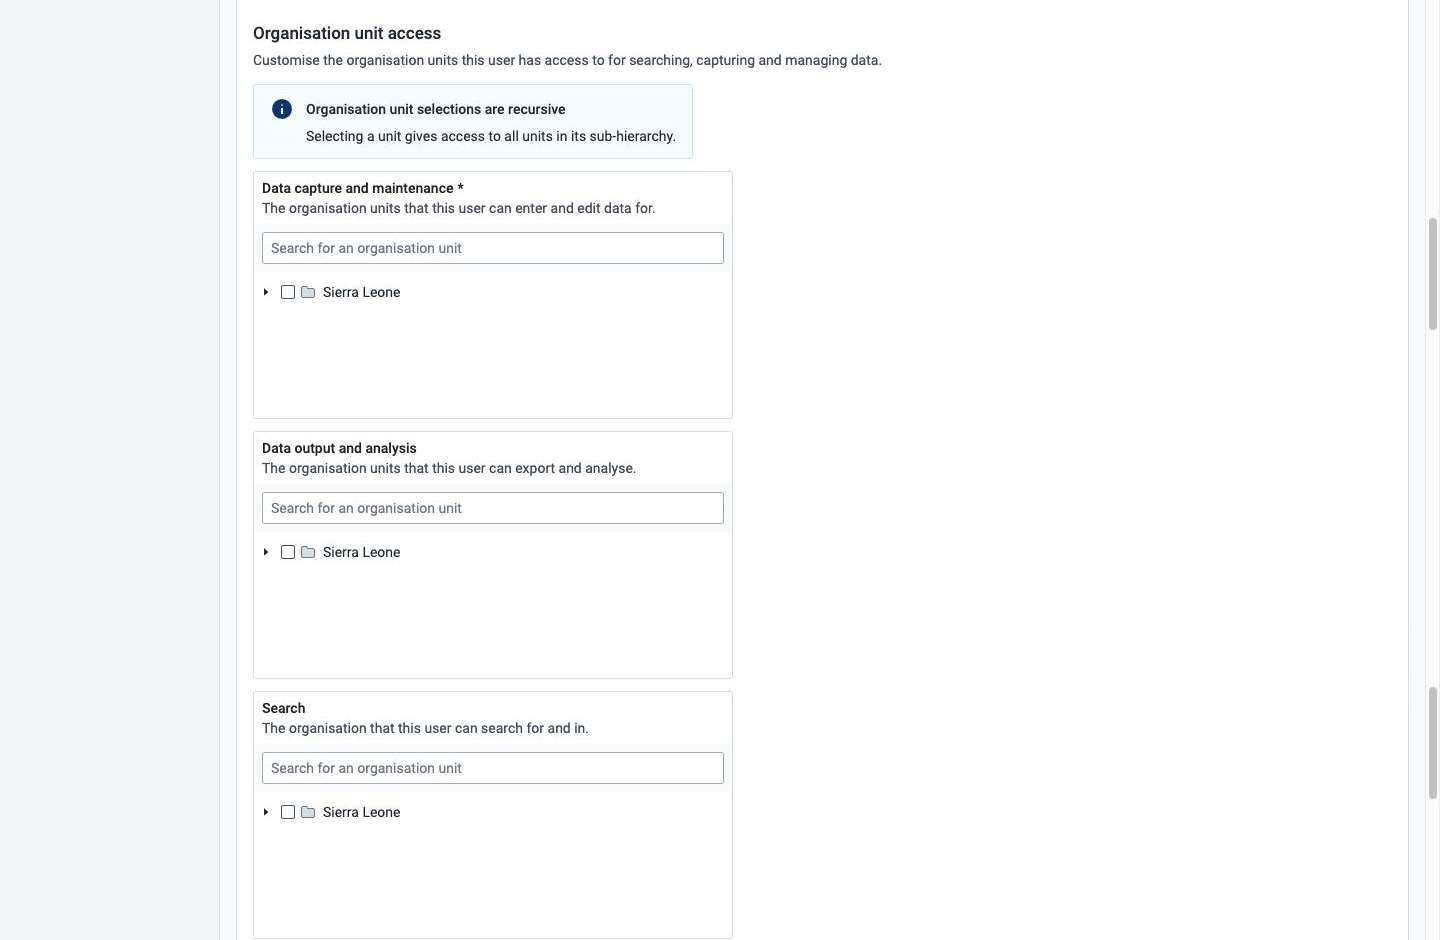 Organisation unit access
Customise the organisation units this user has access to for searching, capturing and managing data.
Organisation unit selections are recursive
Selecting a unit gives access to all units in its sub-hierarchy.
Data capture and maintenance *
The organisation units that this user can enter and edit data for.
Search for an organisation unit
Sierra Leone
Data output and analysis
The organisation units that this user can export and analyse.
Search for an organisation unit
Sierra Leone
Search
The organisation that this user can search for and in.
Search for an organisation unit
Sierra Leone